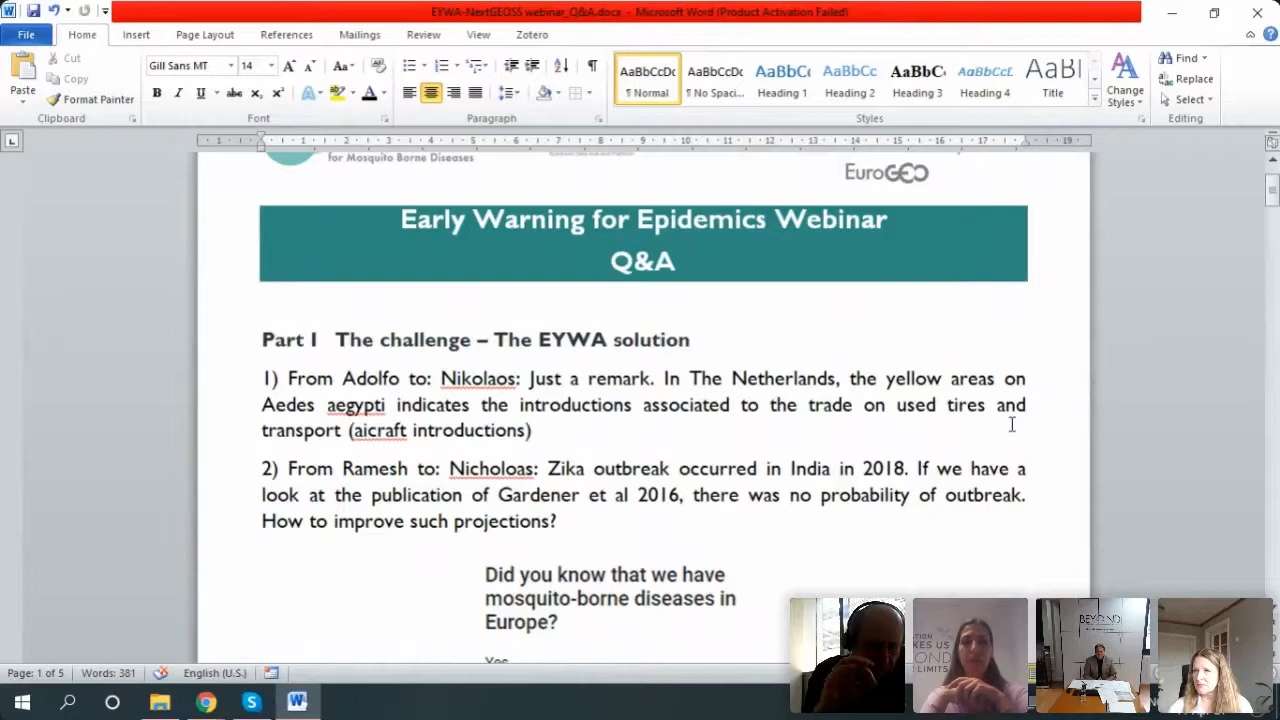 EYWA-NextGEOSS webinar_Q&A.docx - Microsoft Word (Product Activation Failed)
File Home Insert Page Layout References Mailings Review View Zotero
Paste Cut Copy Format Painter
Gill Sans MT 14
AaBbCcDc AaBbCcDc AaBbCc AaBbCc AaBbC AaBbCcL AaBl
¶ Normal ¶ No Spaci... Heading 1 Heading 2 Heading 3 Heading 4 Title
Change Styles
Find Replace Select
Clipboard Font Paragraph Styles Editing
for Mosquito Borne Diseases
EuroGEO
Early Warning for Epidemics Webinar
Q&A
Part I The challenge – The EYWA solution
1) From Adolfo to: Nikolaos: Just a remark. In The Netherlands, the yellow areas on
Aedes aegypti indicates the introductions associated to the trade on used tires and
transport (aicraft introductions)
2) From Ramesh to: Nicholoas: Zika outbreak occurred in India in 2018. If we have a
look at the publication of Gardener et al 2016, there was no probability of outbreak.
How to improve such projections?
Did you know that we have
mosquito-borne diseases in
Europe?
Yes
BEYOND
Page: 1 of 5 Words: 381 English (U.S.)